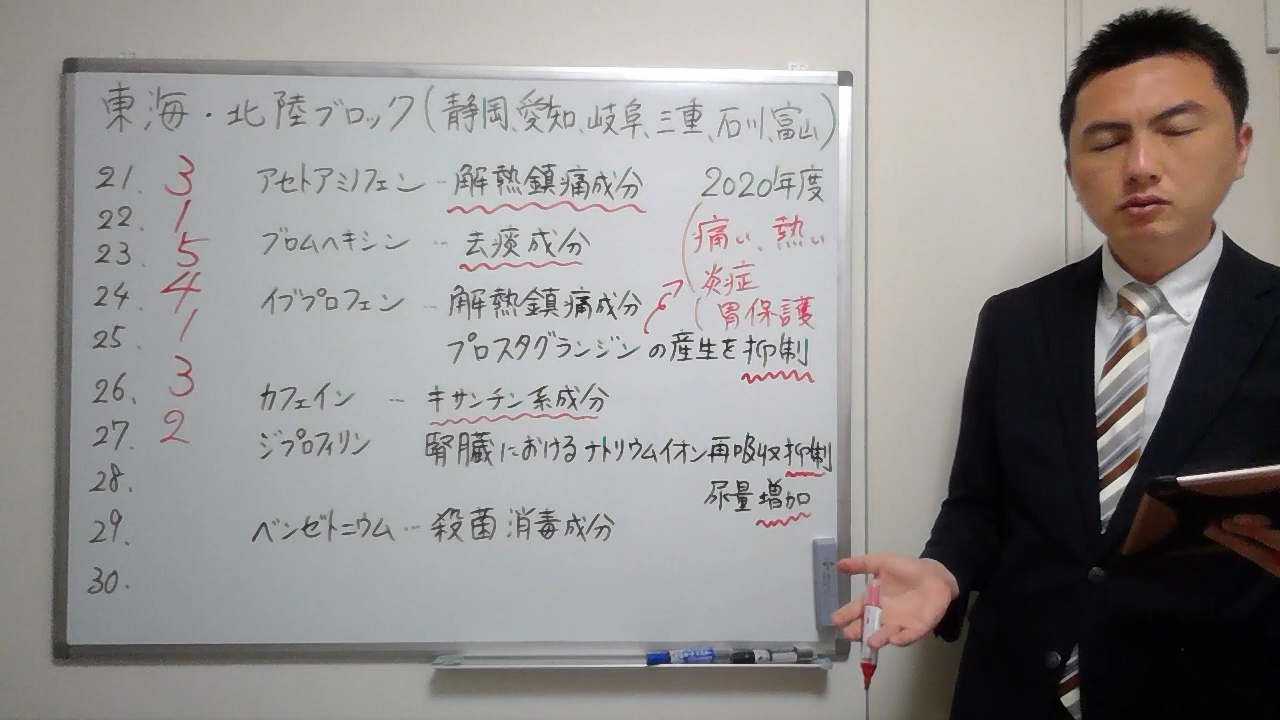 東海・北陸ブロック(静岡、愛知、岐阜、三重、石川、富山)
21. 3 アセトアミノフェン … 解熱鎮痛成分 2020年度
22. 1
痛い、熱い
23. 5 ブロムヘキシン … 去痰成分
炎症
24. 4 イブプロフェン … 解熱鎮痛成分
胃保護
25. 1 プロスタグランジンの産生を抑制
26. 3 カフェイン … キサンチン系成分
27. 2 ジプロフィリン 腎臓におけるナトリウムイオン再吸収抑制
28. 尿量増加
29. ベンゼトニウム … 殺菌消毒成分
30.